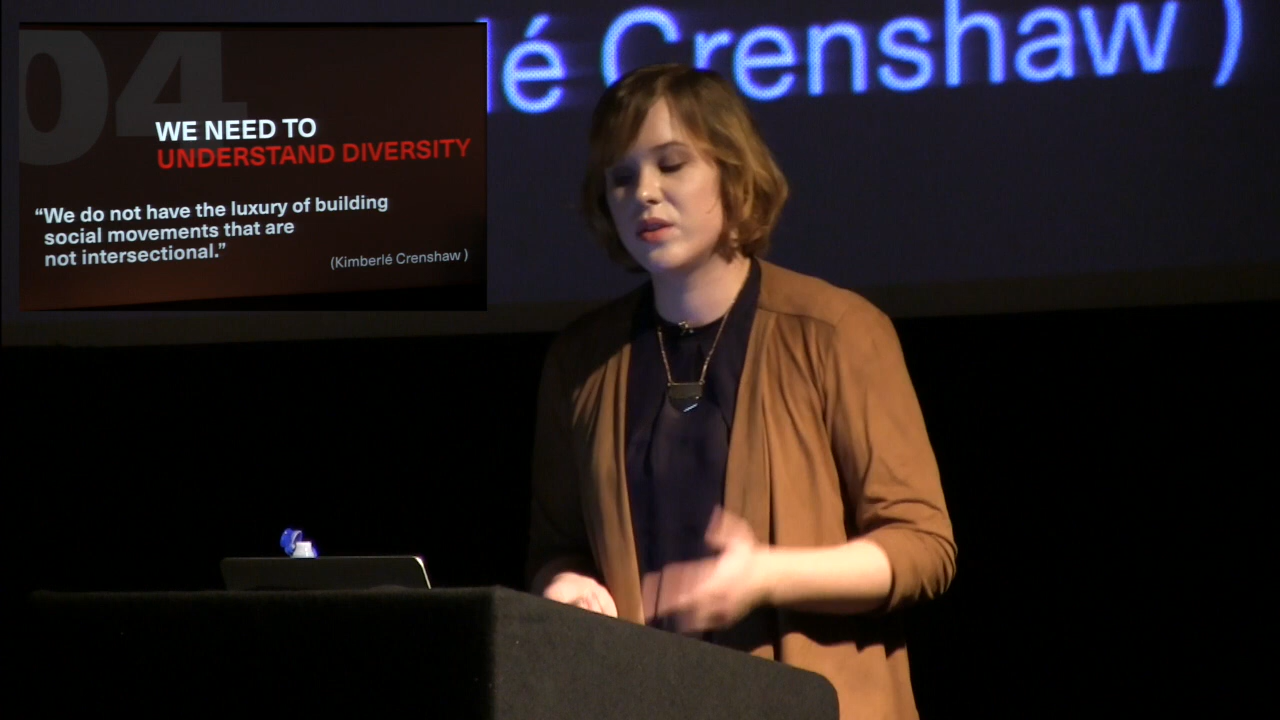 04
WE NEED TO
UNDERSTAND DIVERSITY
“We do not have the luxury of building
social movements that are
not intersectional.”
(Kimberlé Crenshaw )
lé Crenshaw )